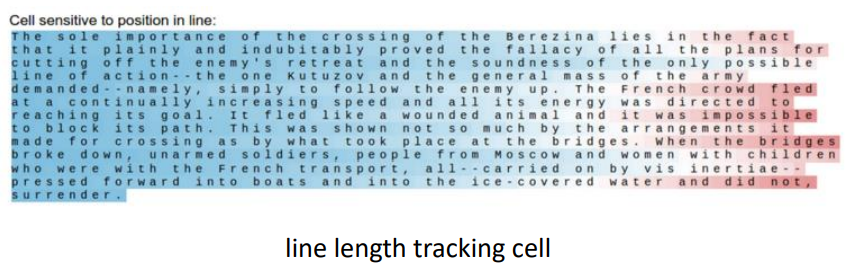 Cell sensitive to position in line:
The sole importance of the crossing of the Berezina lies in the fact
that it plainly and indubitably proved the fallacy of all the plans for
cutting off the enemy's retreat and the soundness of the only possible
line of action--the one Kutuzov and the general mass of the army
demanded--namely, simply to follow the enemy up. The French crowd fled
at a continually increasing speed and all its energy was directed to
reaching its goal. It fled like a wounded animal and it was impossible
to block its path. This was shown not so much by the arrangements it
made for crossing as by what took place at the bridges. When the bridges
broke down, unarmed soldiers, people from Moscow and women with children
who were with the French transport, all--carried on by vis inertiae--
pressed forward into boats and into the ice-covered water and did not,
surrender.
line length tracking cell